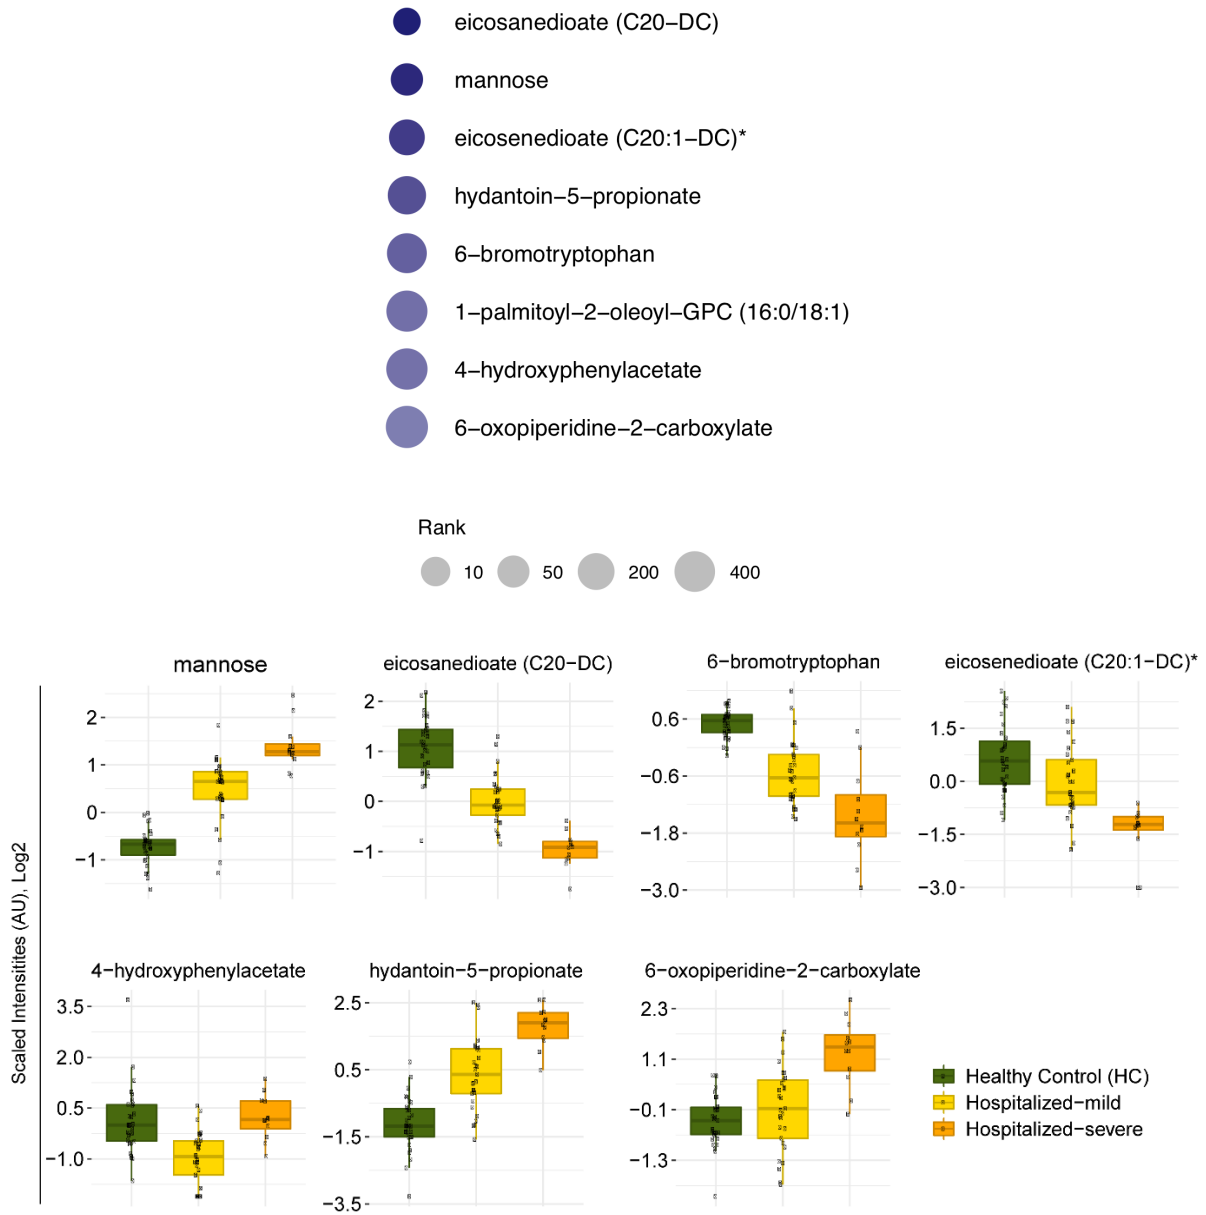 eicosanedioate (C20−DC)
mannose
eicosenedioate (C20:1−DC)*
hydantoin−5−propionate
6−bromotryptophan
1−palmitoyl−2−oleoyl−GPC (16:0/18:1)
4−hydroxyphenylacetate
6−oxopiperidine−2−carboxylate
Rank
10 50 200 400
mannose
2
1
0
−1
eicosanedioate (C20−DC)
2
1
0
−1
6−bromotryptophan
0.6
−0.6
−1.8
−3.0
eicosenedioate (C20:1−DC)*
1.5
0.0
−1.5
−3.0
Scaled Intensitites (AU), Log2
4−hydroxyphenylacetate
3.5
2.0
0.5
−1.0
hydantoin−5−propionate
2.5
0.5
−1.5
−3.5
6−oxopiperidine−2−carboxylate
2.3
1.1
−0.1
−1.3
Healthy Control (HC)
Hospitalized−mild
Hospitalized−severe